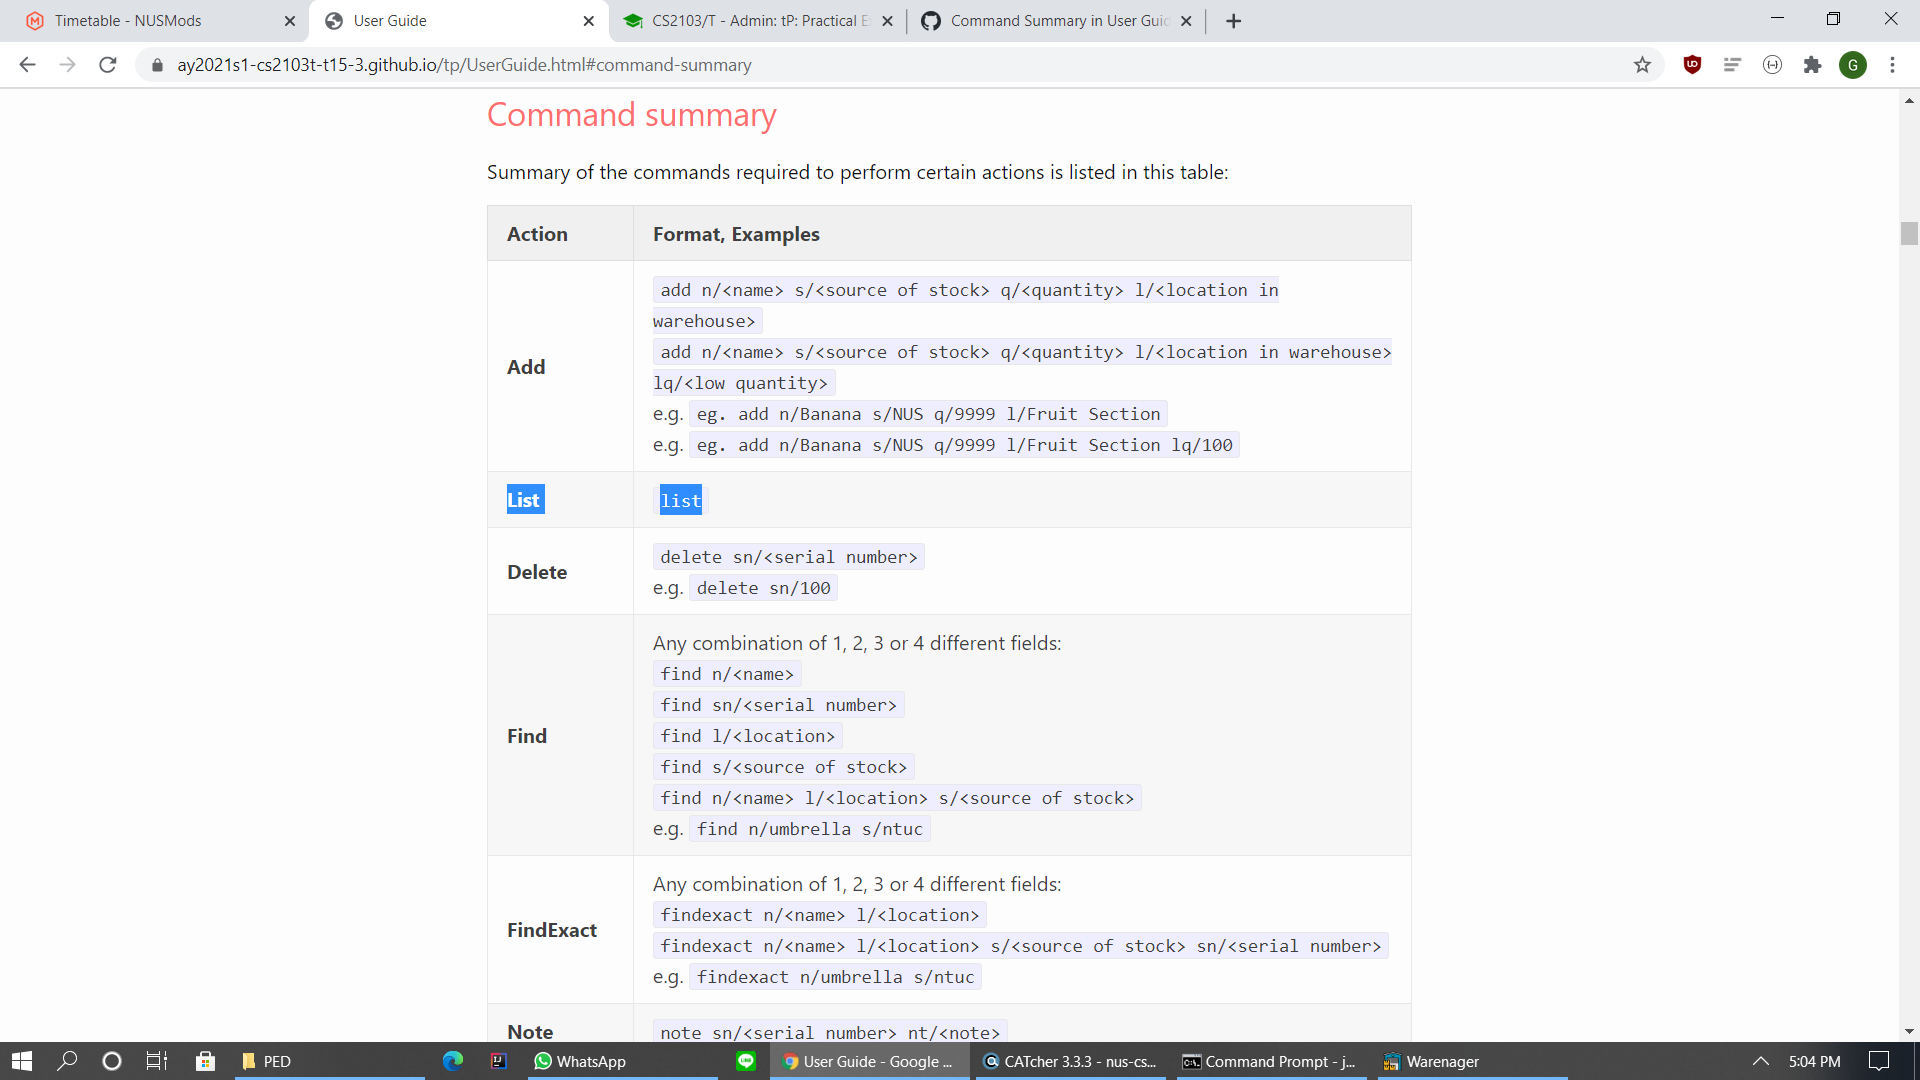 Timetable - NUSMods
User Guide
CS2103/T - Admin: tP: Practical E
Command Summary in User Guid
ay2021s1-cs2103t-t15-3.github.io/tp/UserGuide.html#command-summary
G
Command summary
Summary of the commands required to perform certain actions is listed in this table:
Action Format, Examples
Add
add n/<name> s/<source of stock> q/<quantity> l/<location in
warehouse>
add n/<name> s/<source of stock> q/<quantity> l/<location in warehouse>
lq/<low quantity>
e.g. eg. add n/Banana s/NUS q/9999 l/Fruit Section
e.g. eg. add n/Banana s/NUS q/9999 l/Fruit Section lq/100
List list
Delete
delete sn/<serial number>
e.g. delete sn/100
Find
Any combination of 1, 2, 3 or 4 different fields:
find n/<name>
find sn/<serial number>
find l/<location>
find s/<source of stock>
find n/<name> l/<location> s/<source of stock>
e.g. find n/umbrella s/ntuc
FindExact
Any combination of 1, 2, 3 or 4 different fields:
findexact n/<name> l/<location>
findexact n/<name> l/<location> s/<source of stock> sn/<serial number>
e.g. findexact n/umbrella s/ntuc
Note note sn/<serial number> nt/<note>
PED
WhatsApp
User Guide - Google ...
CATcher 3.3.3 - nus-cs...
Command Prompt - j...
Warenager
5:04 PM